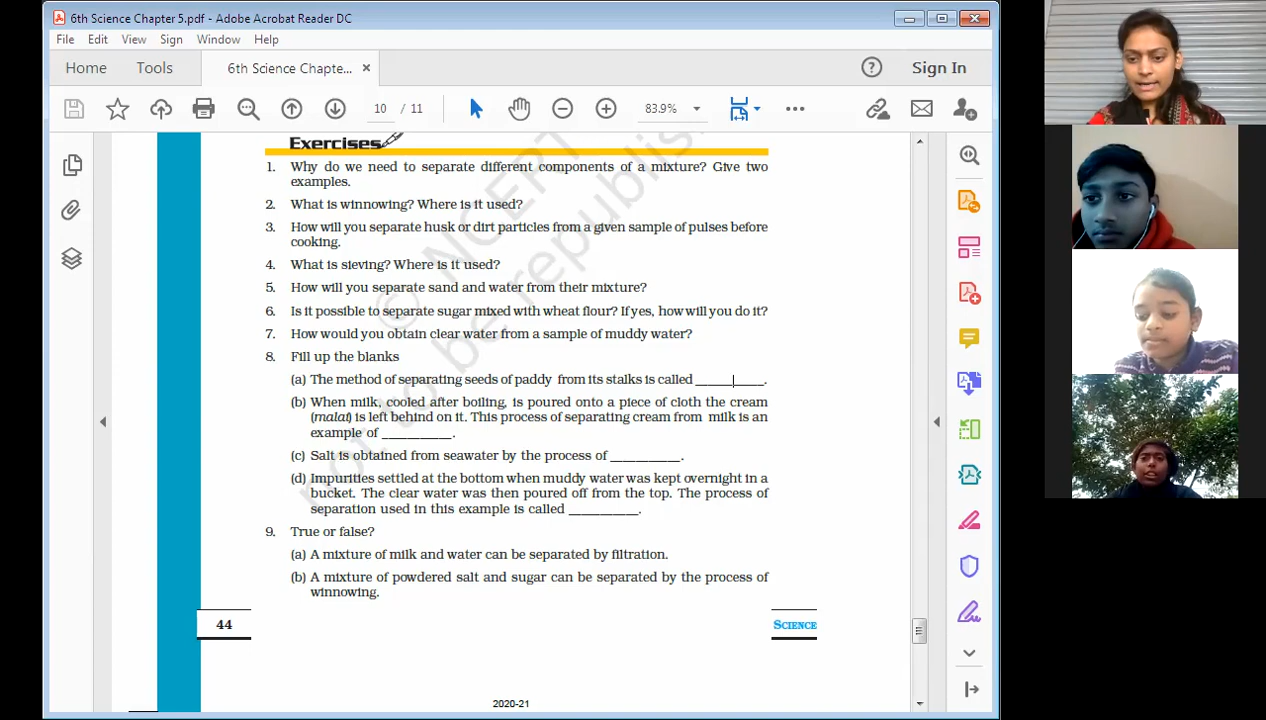 6th Science Chapter 5.pdf - Adobe Acrobat Reader DC
File Edit View Sign Window Help
Home Tools 6th Science Chapte... × Sign In
10 / 11 83.9%
Exercises
1. Why do we need to separate different components of a mixture? Give two
examples.
2. What is winnowing? Where is it used?
3. How will you separate husk or dirt particles from a given sample of pulses before
cooking.
4. What is sieving? Where is it used?
5. How will you separate sand and water from their mixture?
6. Is it possible to separate sugar mixed with wheat flour? If yes, how will you do it?
7. How would you obtain clear water from a sample of muddy water?
8. Fill up the blanks
(a) The method of separating seeds of paddy from its stalks is called ___________.
(b) When milk, cooled after boiling, is poured onto a piece of cloth the cream
(malai) is left behind on it. This process of separating cream from milk is an
example of ___________.
(c) Salt is obtained from seawater by the process of ___________.
(d) Impurities settled at the bottom when muddy water was kept overnight in a
bucket. The clear water was then poured off from the top. The process of
separation used in this example is called ___________.
9. True or false?
(a) A mixture of milk and water can be separated by filtration.
(b) A mixture of powdered salt and sugar can be separated by the process of
winnowing.
44 SCIENCE
2020-21
© NCERT
not to be republis